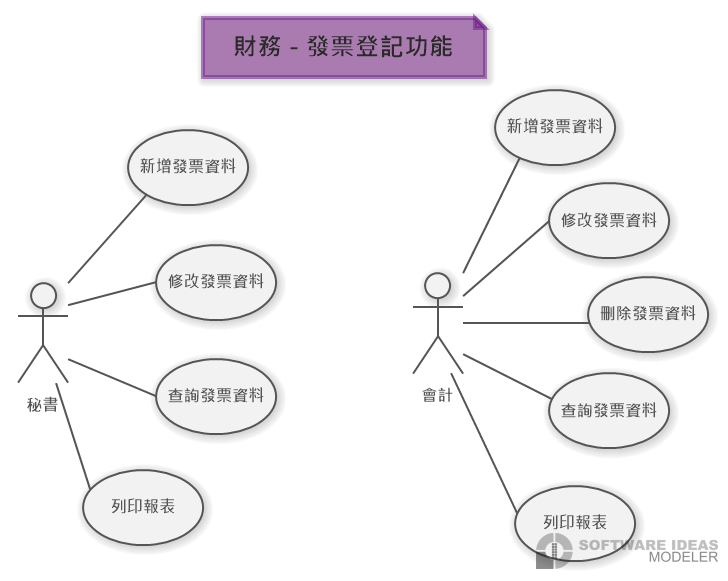 財務 - 發票登記功能
新增發票資料
修改發票資料
查詢發票資料
列印報表
秘書
新增發票資料
修改發票資料
刪除發票資料
查詢發票資料
列印報表
會計
SOFTWARE IDEAS
MODELER